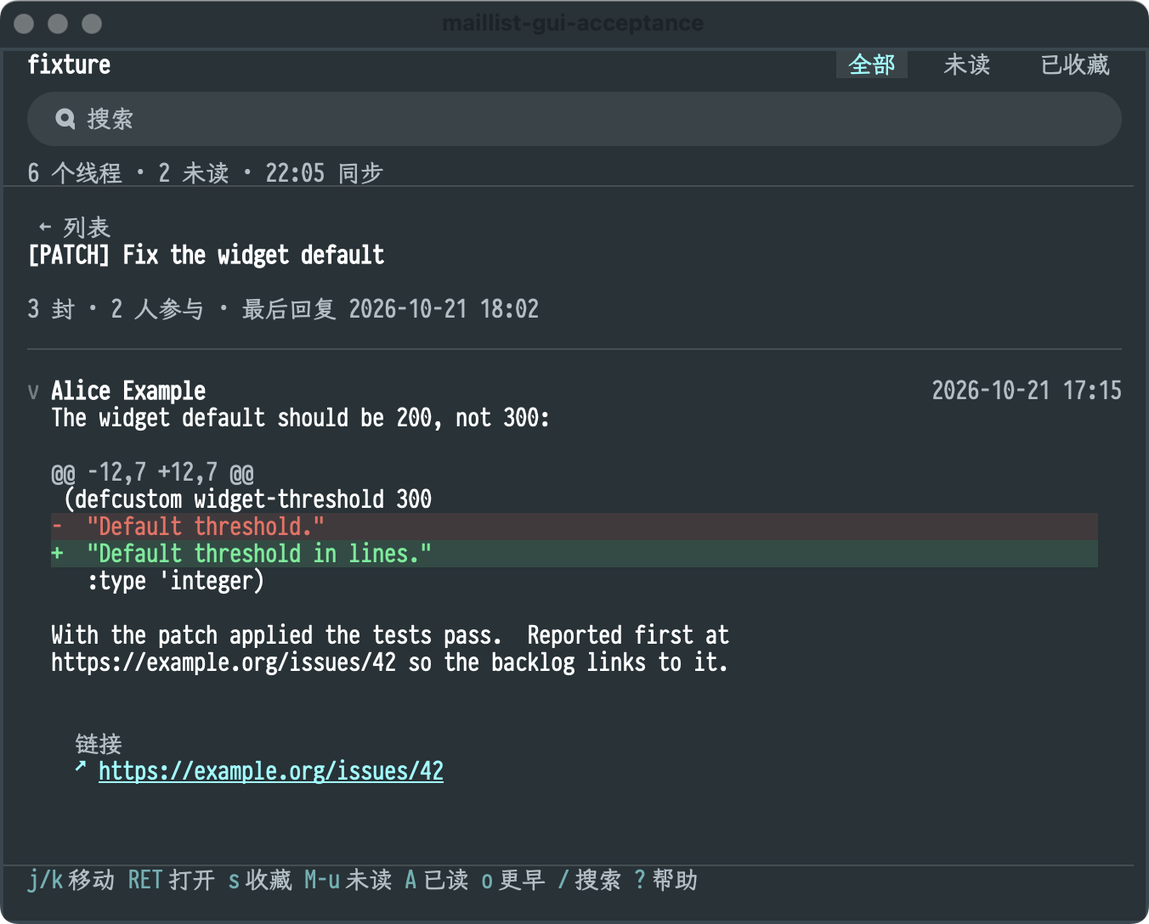 maillist-gui-acceptance
fixture 全部 未读 已收藏
搜索
6 个线程 · 2 未读 · 22:05 同步
← 列表
[PATCH] Fix the widget default
3 封 · 2 人参与 · 最后回复 2026-10-21 18:02
v Alice Example 2026-10-21 17:15
The widget default should be 200, not 300:
@@ -12,7 +12,7 @@
 (defcustom widget-threshold 300
-  "Default threshold."
+  "Default threshold in lines."
   :type 'integer)
With the patch applied the tests pass.  Reported first at
https://example.org/issues/42 so the backlog links to it.
链接
↗ https://example.org/issues/42
j/k 移动 RET 打开 s 收藏 M-u 未读 A 已读 o 更早 / 搜索 ? 帮助